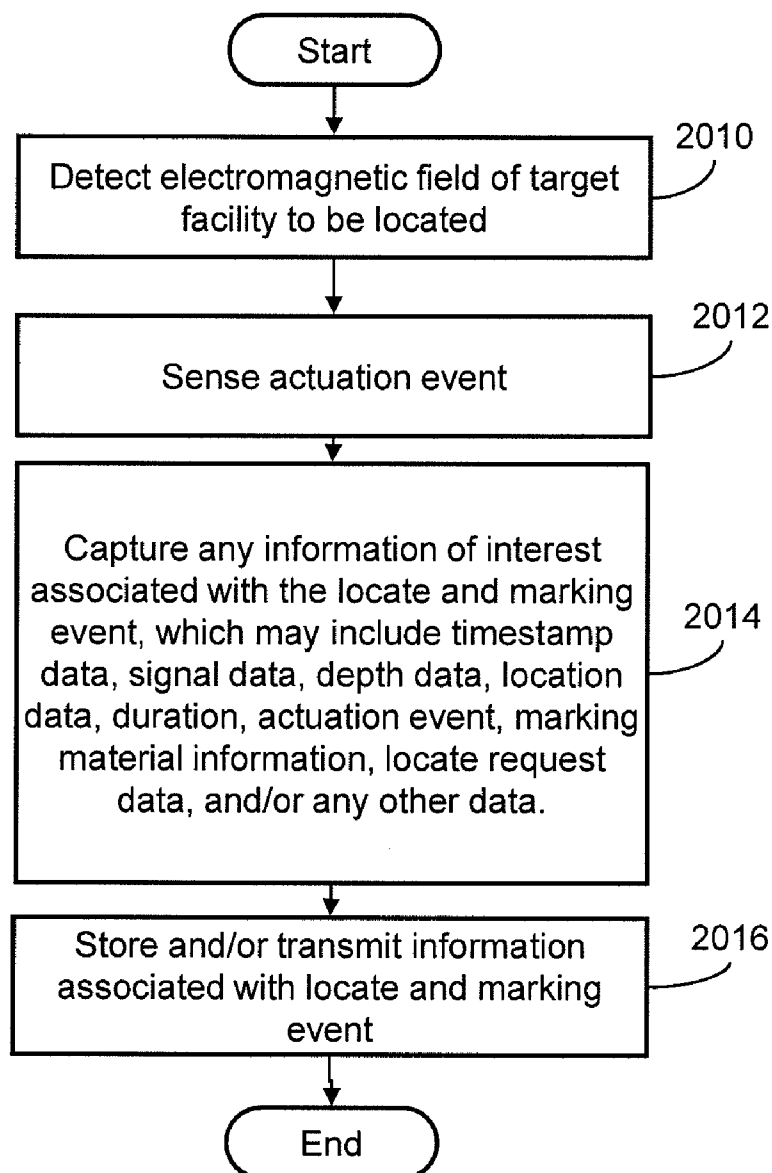 Start
2010
Detect electromagnetic field of target
facility to be located
2012
Sense actuation event
2014
Capture any information of interest
associated with the locate and marking
event, which may include timestamp
data, signal data, depth data, location
data, duration, actuation event, marking
material information, locate request
data, and/or any other data.
2016
Store and/or transmit information
associated with locate and marking
event
End